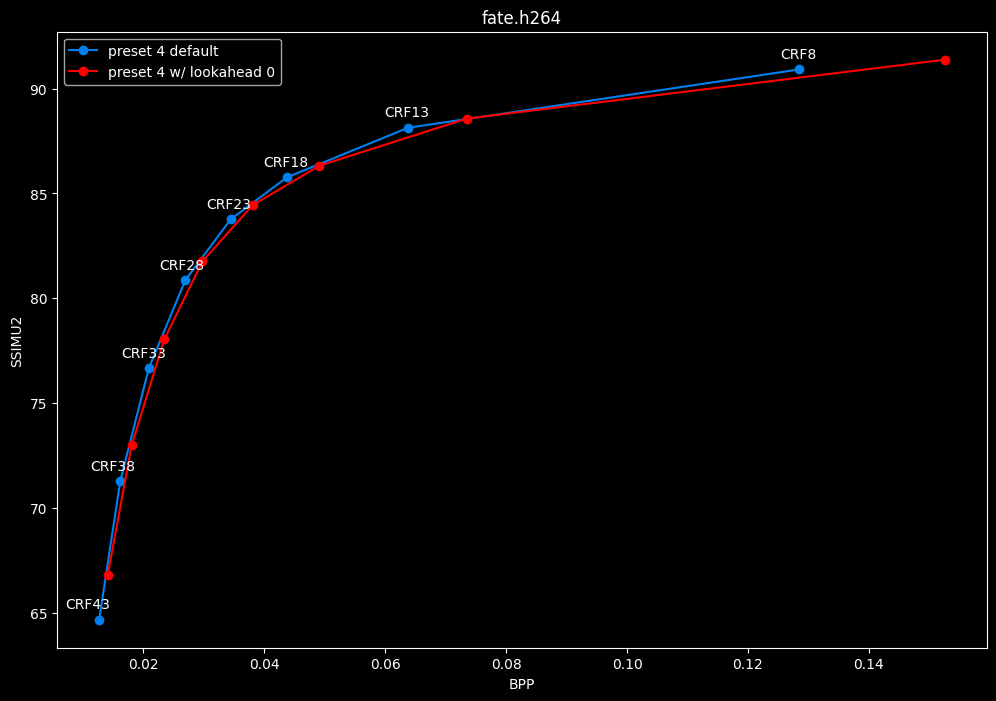 fate.h264
preset 4 default
preset 4 w/ lookahead 0
CRF8
CRF13
CRF18
CRF23
CRF28
CRF33
CRF38
CRF43
90
85
80
75
70
65
SSIMU2
0.02 0.04 0.06 0.08 0.10 0.12 0.14
BPP